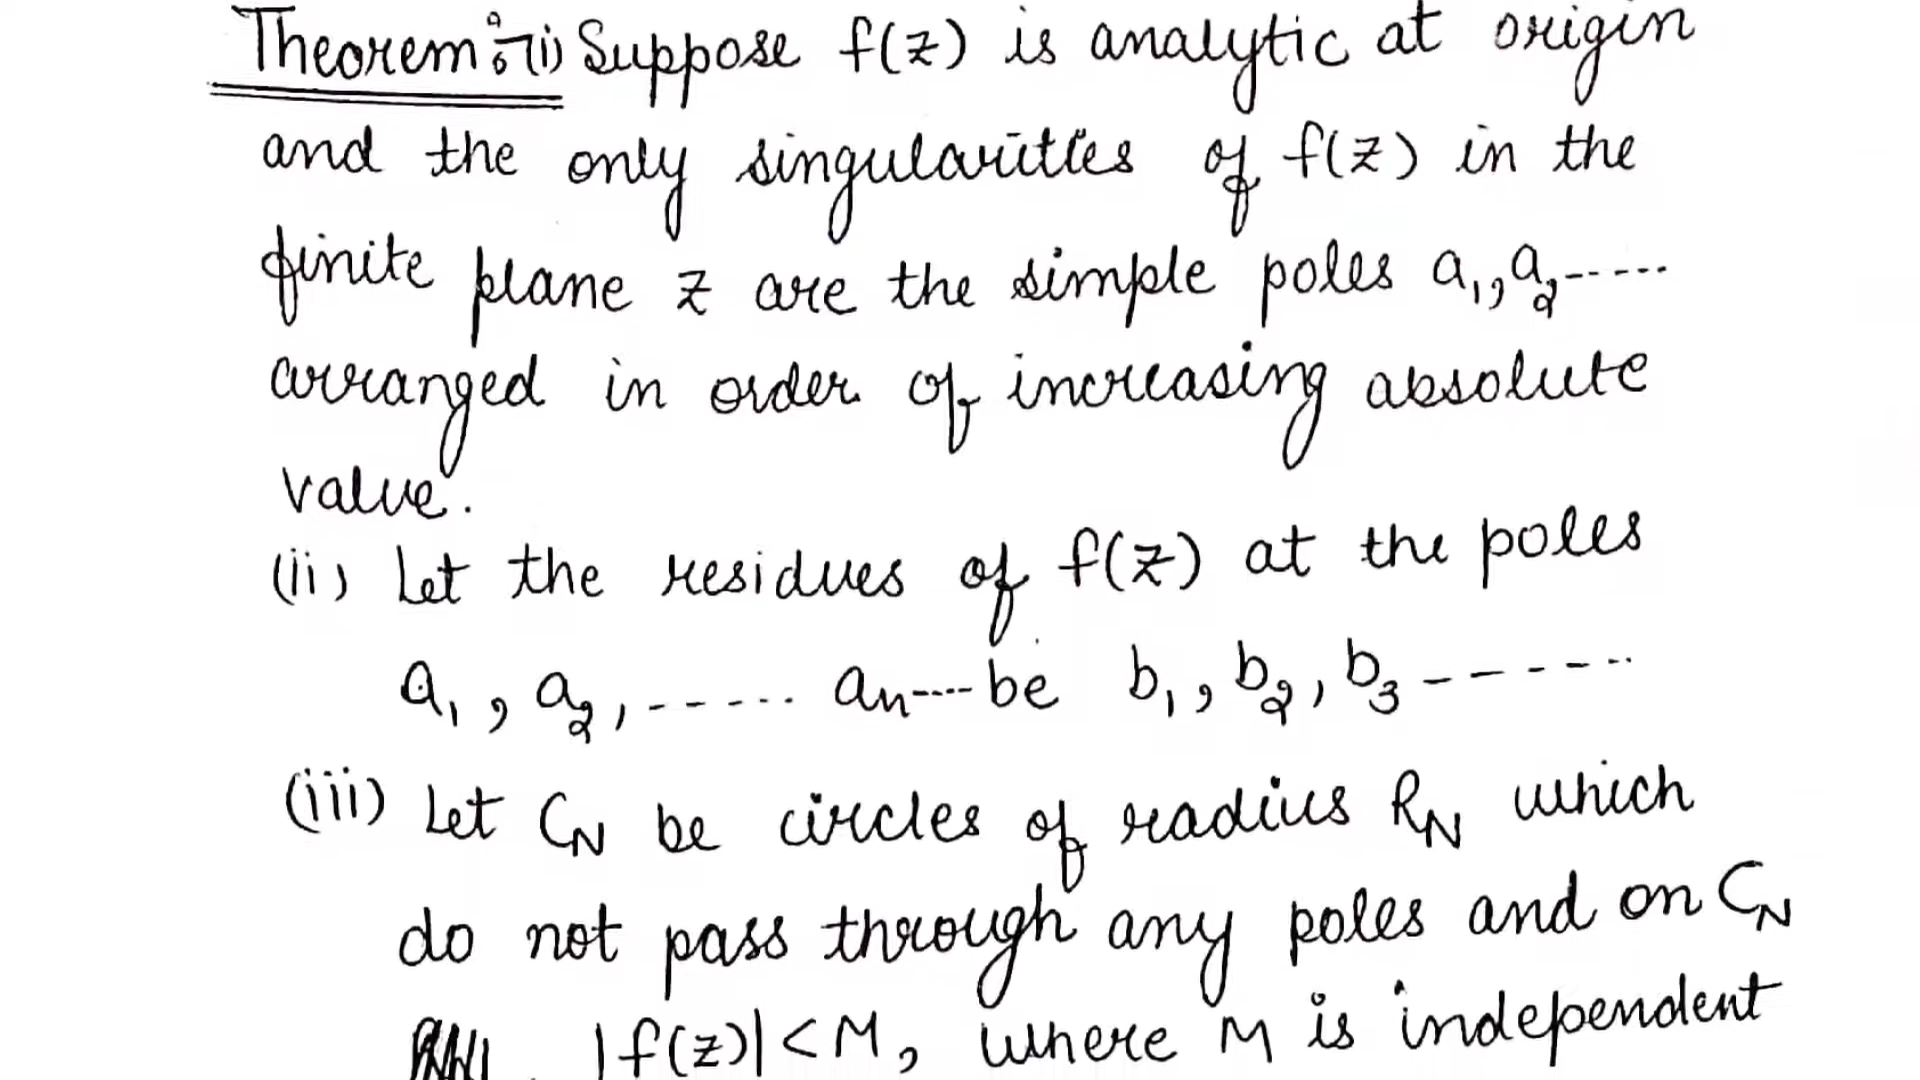 Theorem :- (i) Suppose f(z) is analytic at origin
and the only singularities of f(z) in the
finite plane z are the simple poles a₁, a₂-----
arranged in order of increasing absolute
value.
(ii) Let the residues of f(z) at the poles
a₁, a₂, ------ an---- be b₁, b₂, b₃ ------
(iii) Let C_N be circles of radius R_N which
do not pass through any poles and on C_N
|f(z)| < M, where M is independent